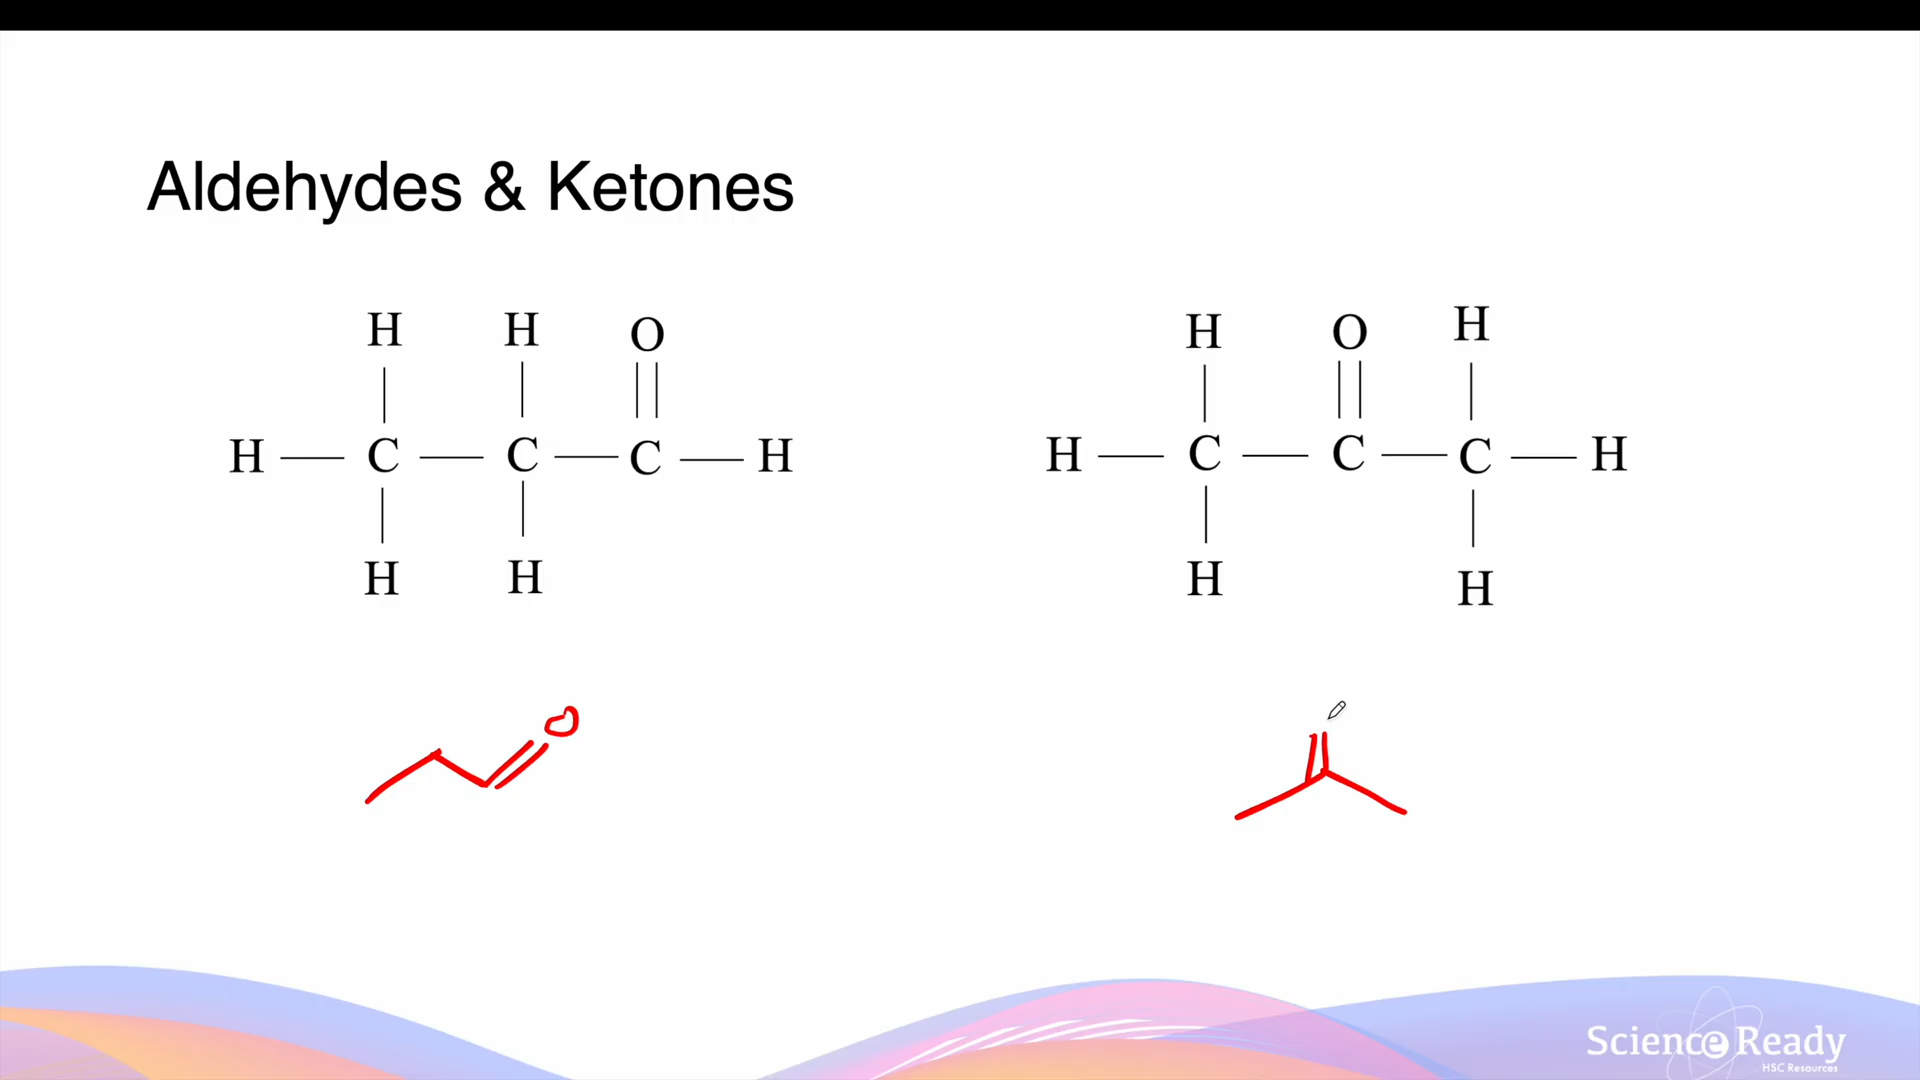 Aldehydes & Ketones
H H O
H C C C H
H H
H O H
H C C C H
H H
O
Science Ready
HSC Resources